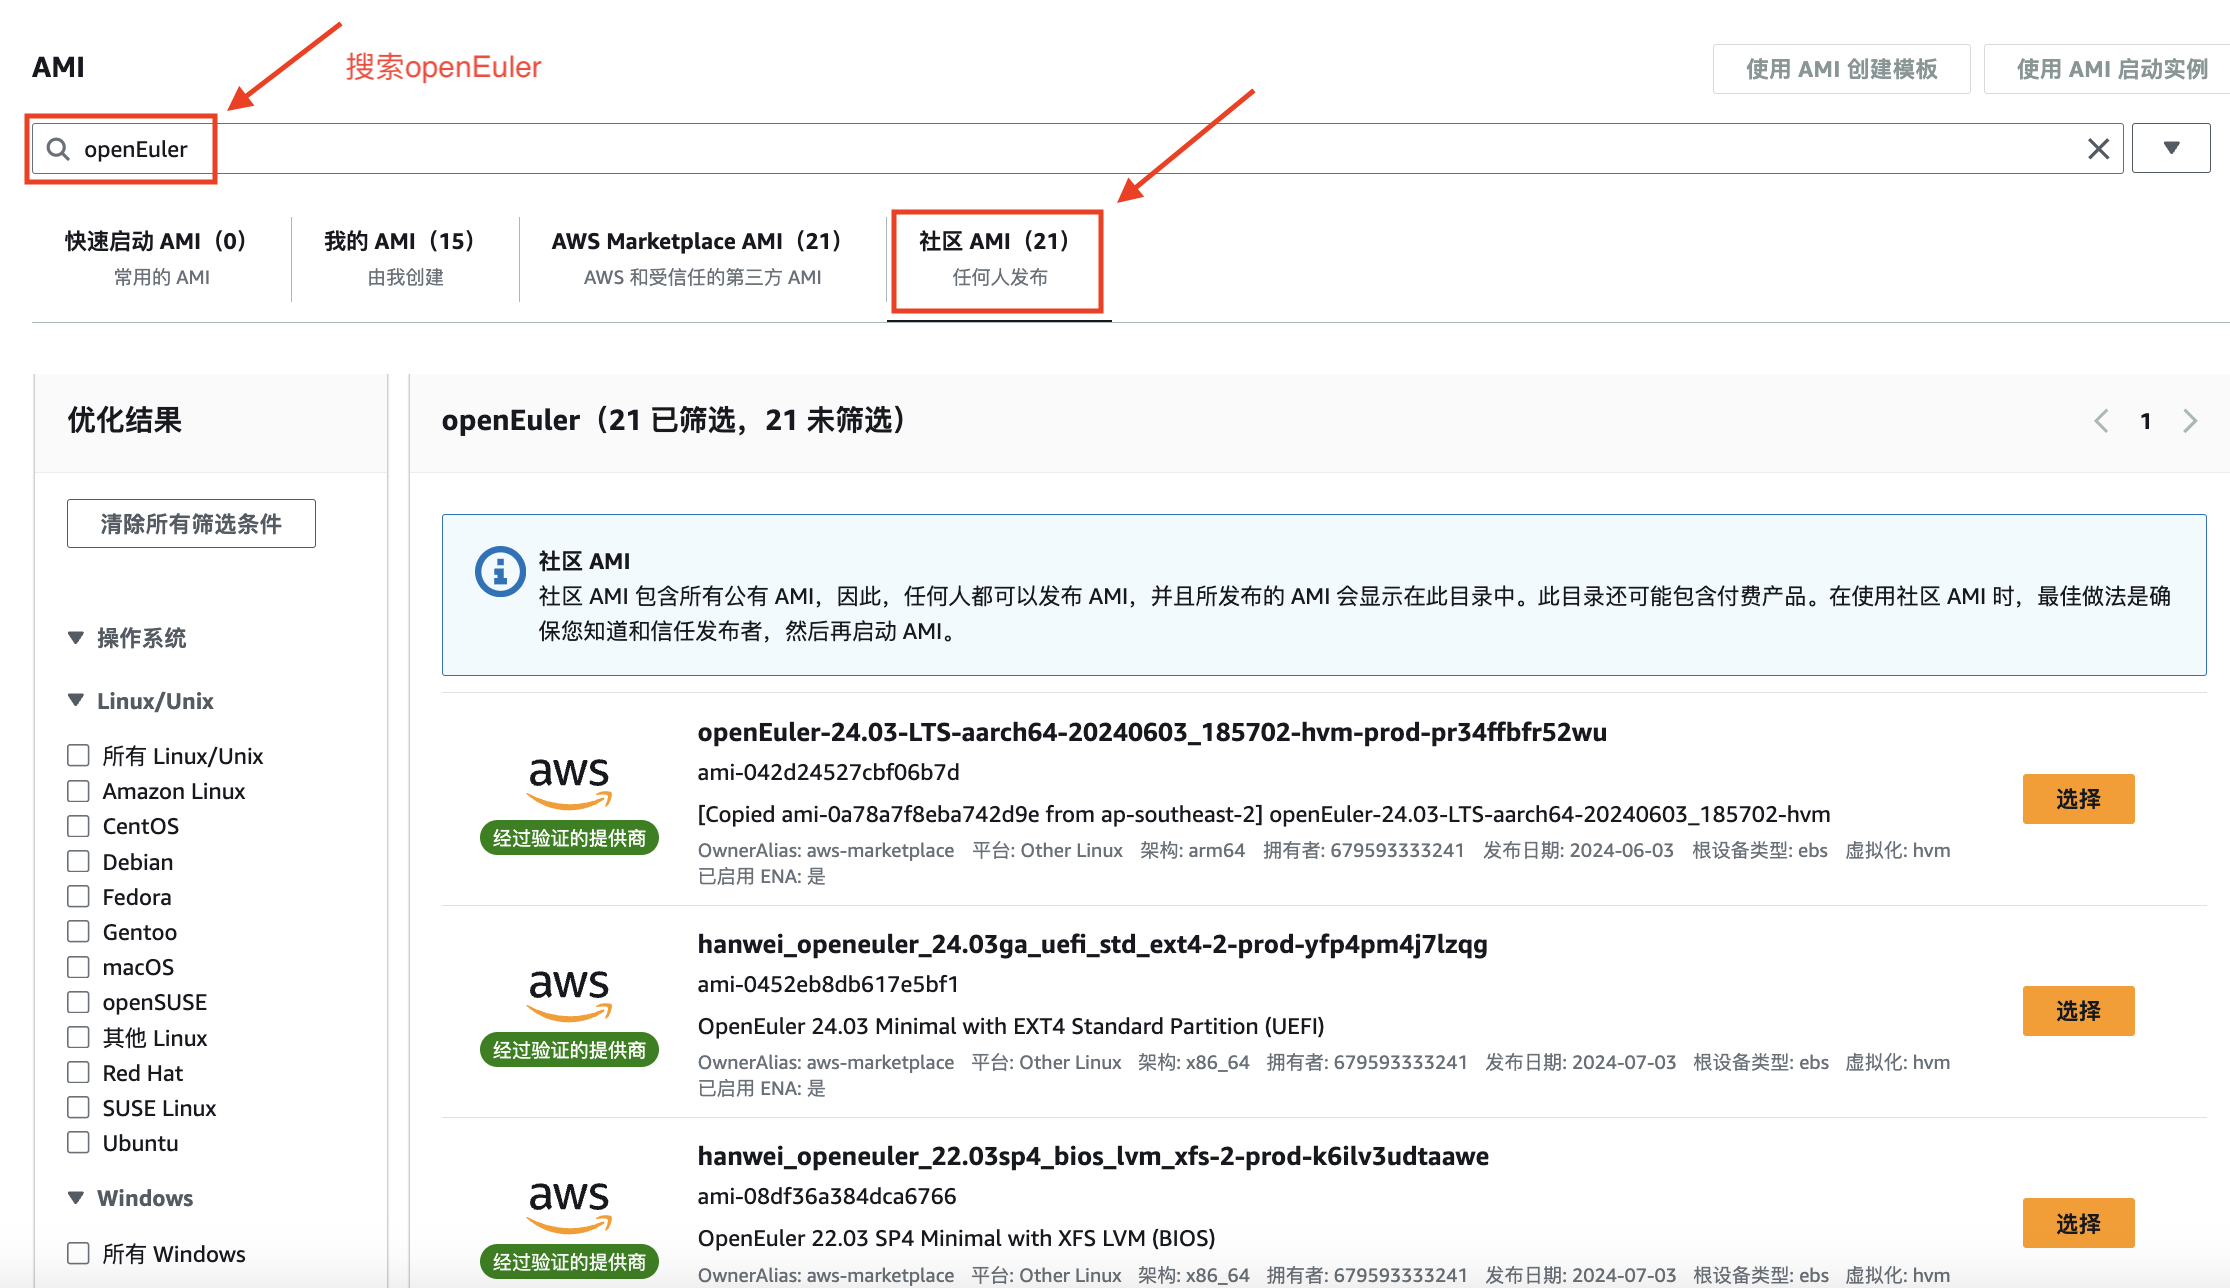 AMI
搜索openEuler
使用 AMI 创建模板
使用 AMI 启动实例
openEuler
快速启动 AMI（0）
常用的 AMI
我的 AMI（15）
由我创建
AWS Marketplace AMI（21）
AWS 和受信任的第三方 AMI
社区 AMI（21）
任何人发布
优化结果
清除所有筛选条件
操作系统
Linux/Unix
所有 Linux/Unix
Amazon Linux
CentOS
Debian
Fedora
Gentoo
macOS
openSUSE
其他 Linux
Red Hat
SUSE Linux
Ubuntu
Windows
所有 Windows
openEuler（21 已筛选，21 未筛选）
1
社区 AMI
社区 AMI 包含所有公有 AMI，因此，任何人都可以发布 AMI，并且所发布的 AMI 会显示在此目录中。此目录还可能包含付费产品。在使用社区 AMI 时，最佳做法是确
保您知道和信任发布者，然后再启动 AMI。
aws
经过验证的提供商
openEuler-24.03-LTS-aarch64-20240603_185702-hvm-prod-pr34ffbfr52wu
ami-042d24527cbf06b7d
[Copied ami-0a78a7f8eba742d9e from ap-southeast-2] openEuler-24.03-LTS-aarch64-20240603_185702-hvm
OwnerAlias: aws-marketplace 平台: Other Linux 架构: arm64 拥有者: 679593333241 发布日期: 2024-06-03 根设备类型: ebs 虚拟化: hvm
已启用 ENA: 是
选择
aws
经过验证的提供商
hanwei_openeuler_24.03ga_uefi_std_ext4-2-prod-yfp4pm4j7lzqg
ami-0452eb8db617e5bf1
OpenEuler 24.03 Minimal with EXT4 Standard Partition (UEFI)
OwnerAlias: aws-marketplace 平台: Other Linux 架构: x86_64 拥有者: 679593333241 发布日期: 2024-07-03 根设备类型: ebs 虚拟化: hvm
已启用 ENA: 是
选择
aws
经过验证的提供商
hanwei_openeuler_22.03sp4_bios_lvm_xfs-2-prod-k6ilv3udtaawe
ami-08df36a384dca6766
OpenEuler 22.03 SP4 Minimal with XFS LVM (BIOS)
OwnerAlias: aws-marketplace 平台: Other Linux 架构: x86_64 拥有者: 679593333241 发布日期: 2024-07-03 根设备类型: ebs 虚拟化: hvm
选择